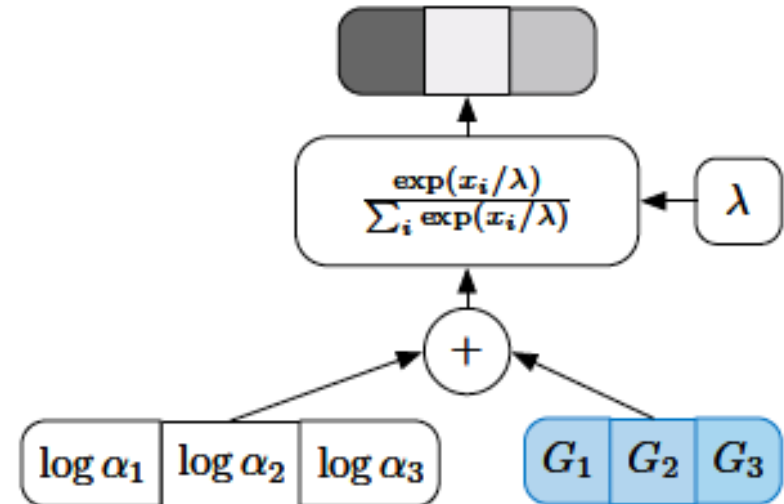 exp(x_i/λ)
∑_i exp(x_i/λ)
λ
+
log α_1 log α_2 log α_3
G_1 G_2 G_3